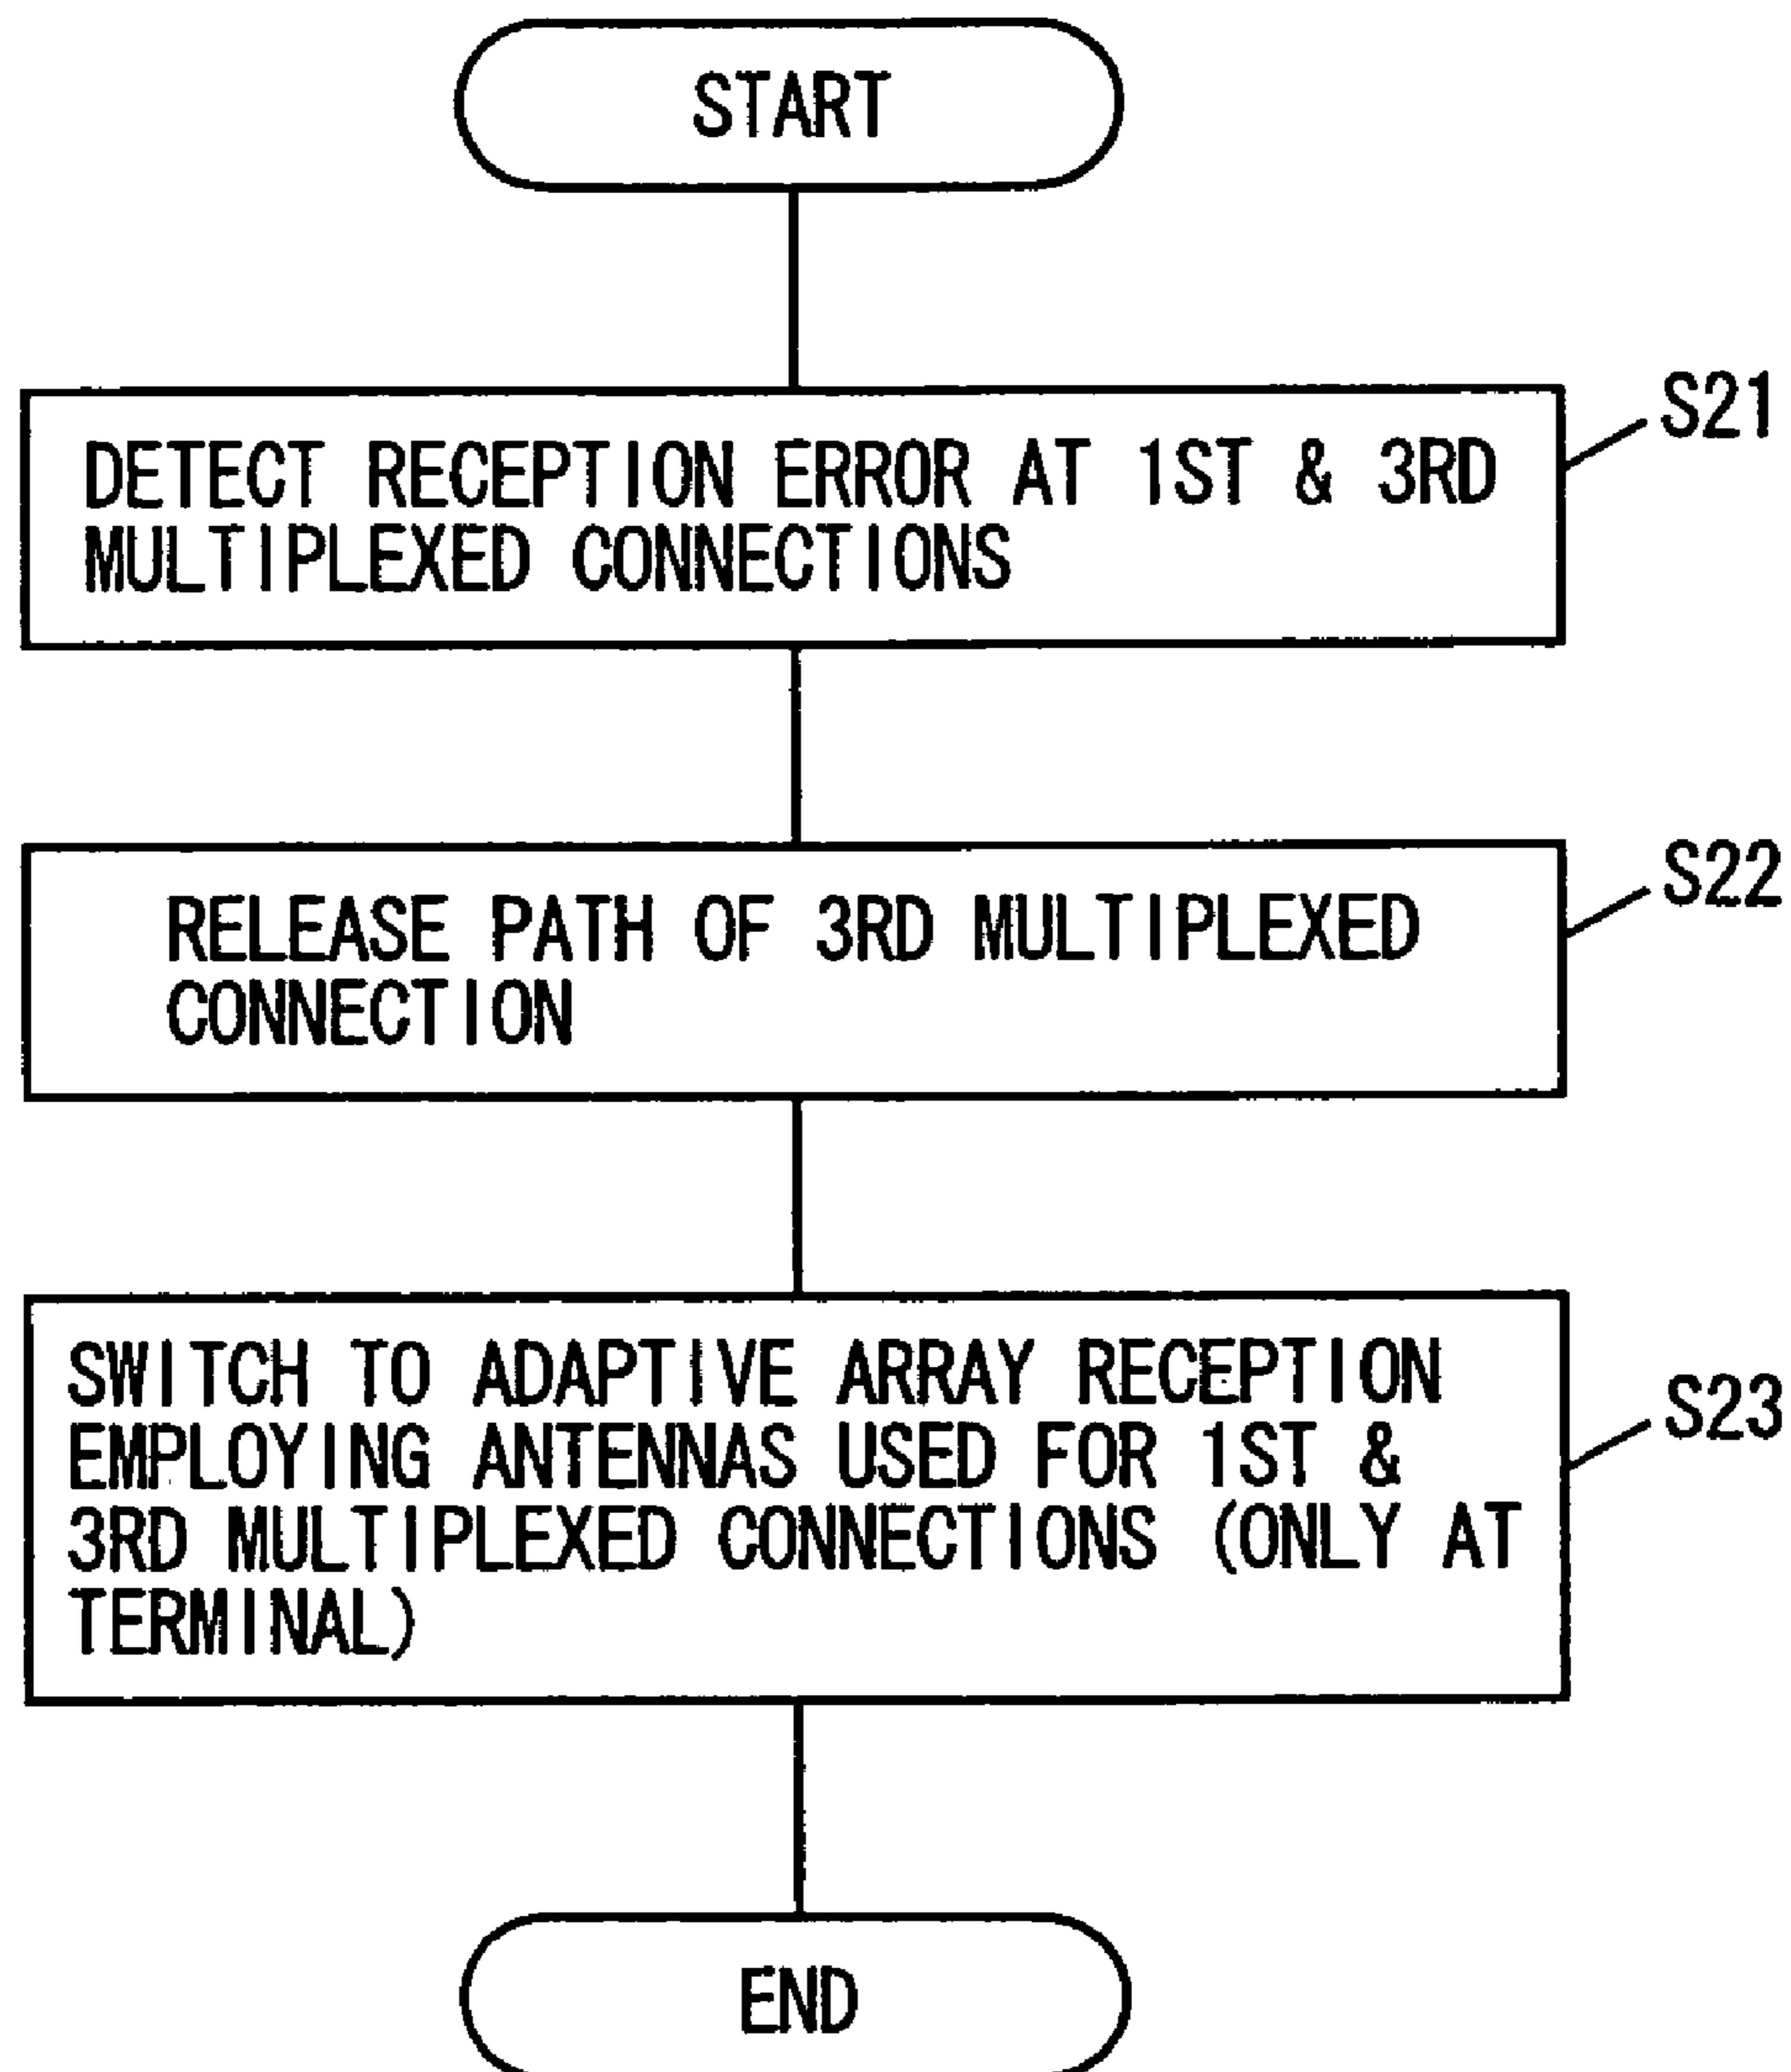 START
S21
DETECT RECEPTION ERROR AT 1ST & 3RD
MULTIPLEXED CONNECTIONS
S22
RELEASE PATH OF 3RD MULTIPLEXED
CONNECTION
S23
SWITCH TO ADAPTIVE ARRAY RECEPTION
EMPLOYING ANTENNAS USED FOR 1ST &
3RD MULTIPLEXED CONNECTIONS (ONLY AT
TERMINAL)
END